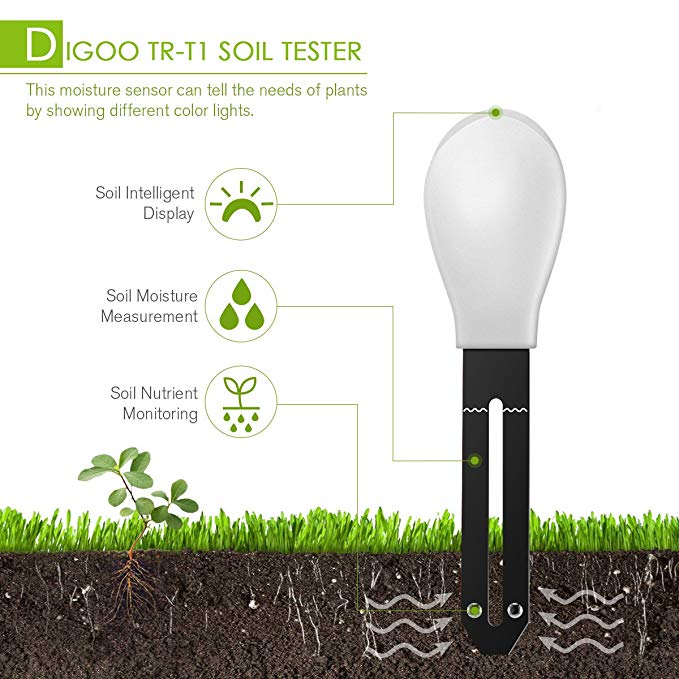 DIGOO TR-T1 SOIL TESTER
This moisture sensor can tell the needs of plants
by showing different color lights.
Soil Intelligent
Display
Soil Moisture
Measurement
Soil Nutrient
Monitoring